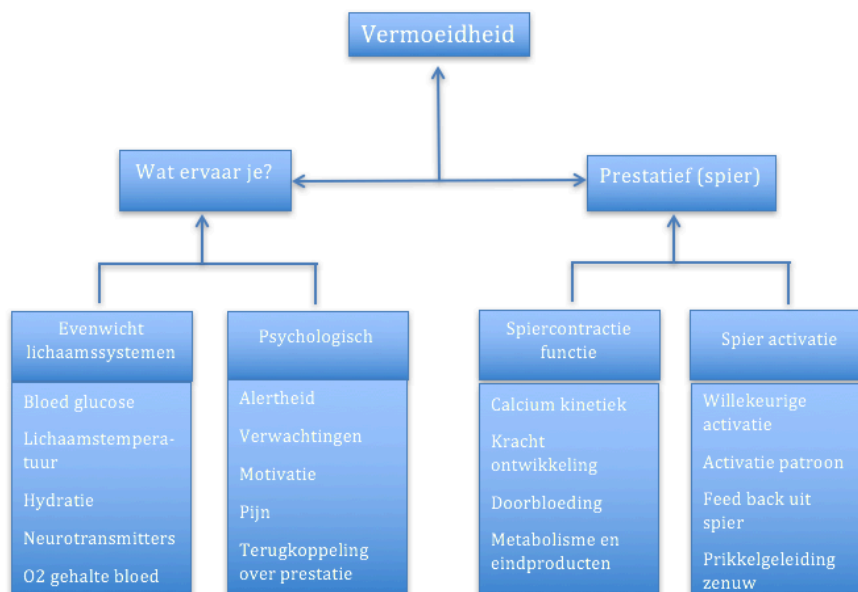 Vermoeidheid
Wat ervaar je?
Prestatief (spier)
Evenwicht
lichaamssystemen
Bloed glucose
Lichaamstempera-
tuur
Hydratie
Neurotransmitters
O2 gehalte bloed
Psychologisch
Alertheid
Verwachtingen
Motivatie
Pijn
Terugkoppeling
over prestatie
Spiercontractie
functie
Calcium kinetiek
Kracht
ontwikkeling
Doorbloeding
Metabolisme en
eindproducten
Spier activatie
Willekeurige
activatie
Activatie patroon
Feed back uit
spier
Prikkelgeleiding
zenuw